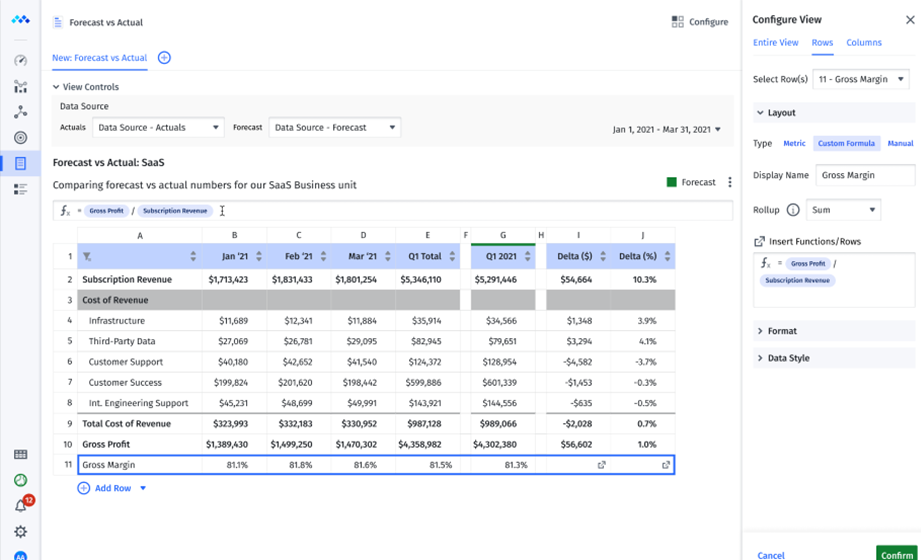 Forecast vs Actual
Configure
New: Forecast vs Actual
View Controls
Data Source
Actuals Data Source - Actuals Forecast Data Source - Forecast Jan 1, 2021 - Mar 31, 2021
Forecast vs Actual: SaaS
Comparing forecast vs actual numbers for our SaaS Business unit
Forecast
fx = Gross Profit / Subscription Revenue
A B C D E F G H I J
1 Jan '21 Feb '21 Mar '21 Q1 Total Q1 2021 Delta ($) Delta (%)
2 Subscription Revenue $1,713,423 $1,831,433 $1,801,254 $5,346,110 $5,291,446 $54,664 10.3%
3 Cost of Revenue
4 Infrastructure $11,689 $12,341 $11,884 $35,914 $34,566 $1,348 3.9%
5 Third-Party Data $27,069 $26,781 $29,095 $82,945 $79,651 $3,294 4.1%
6 Customer Support $40,180 $42,652 $41,540 $124,372 $128,954 -$4,582 -3.7%
7 Customer Success $199,824 $201,620 $198,442 $599,886 $601,339 -$1,453 -0.3%
8 Int. Engineering Support $45,231 $48,699 $49,991 $143,921 $144,556 -$635 -0.5%
9 Total Cost of Revenue $323,993 $332,183 $330,952 $987,128 $989,066 -$2,028 0.7%
10 Gross Profit $1,389,430 $1,499,250 $1,470,302 $4,358,982 $4,302,380 $56,602 1.0%
11 Gross Margin 81.1% 81.8% 81.6% 81.5% 81.3%
Add Row
12
AA
Configure View
Entire View Rows Columns
Select Row(s) 11 - Gross Margin
Layout
Type Metric Custom Formula Manual
Display Name Gross Margin
Rollup Sum
Insert Functions/Rows
fx = Gross Profit /
Subscription Revenue
Format
Data Style
Cancel Confirm